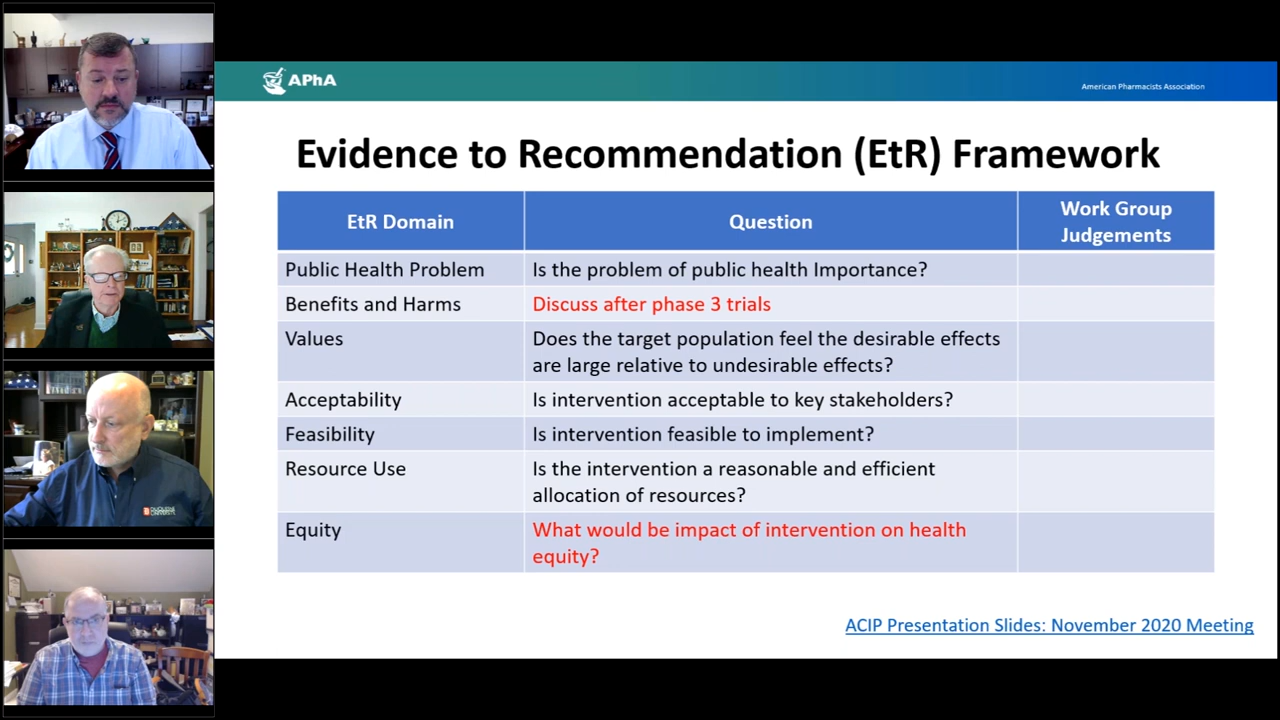 APhA
American Pharmacists Association
Evidence to Recommendation (EtR) Framework
EtR Domain
Question
Work Group
Judgements
Public Health Problem
Is the problem of public health Importance?
Benefits and Harms
Discuss after phase 3 trials
Values
Does the target population feel the desirable effects
are large relative to undesirable effects?
Acceptability
Is intervention acceptable to key stakeholders?
Feasibility
Is intervention feasible to implement?
Resource Use
Is the intervention a reasonable and efficient
allocation of resources?
Equity
What would be impact of intervention on health
equity?
ACIP Presentation Slides: November 2020 Meeting